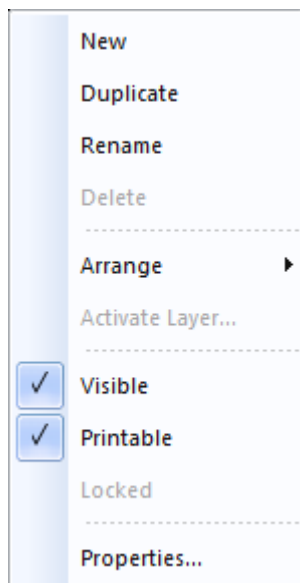 New
Duplicate
Rename
Delete
Arrange
Activate Layer...
Visible
Printable
Locked
Properties...